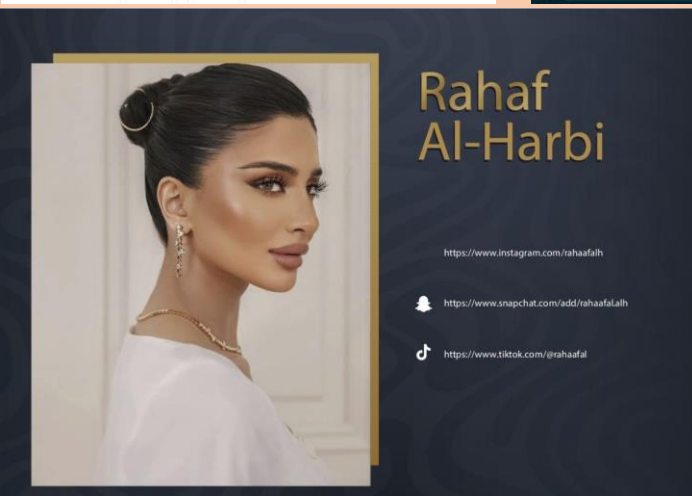 Rahaf
Al-Harbi
https://www.instagram.com/rahaafalh
https://www.snapchat.com/add/rahaafal.alh
https://www.tiktok.com/@rahaafal